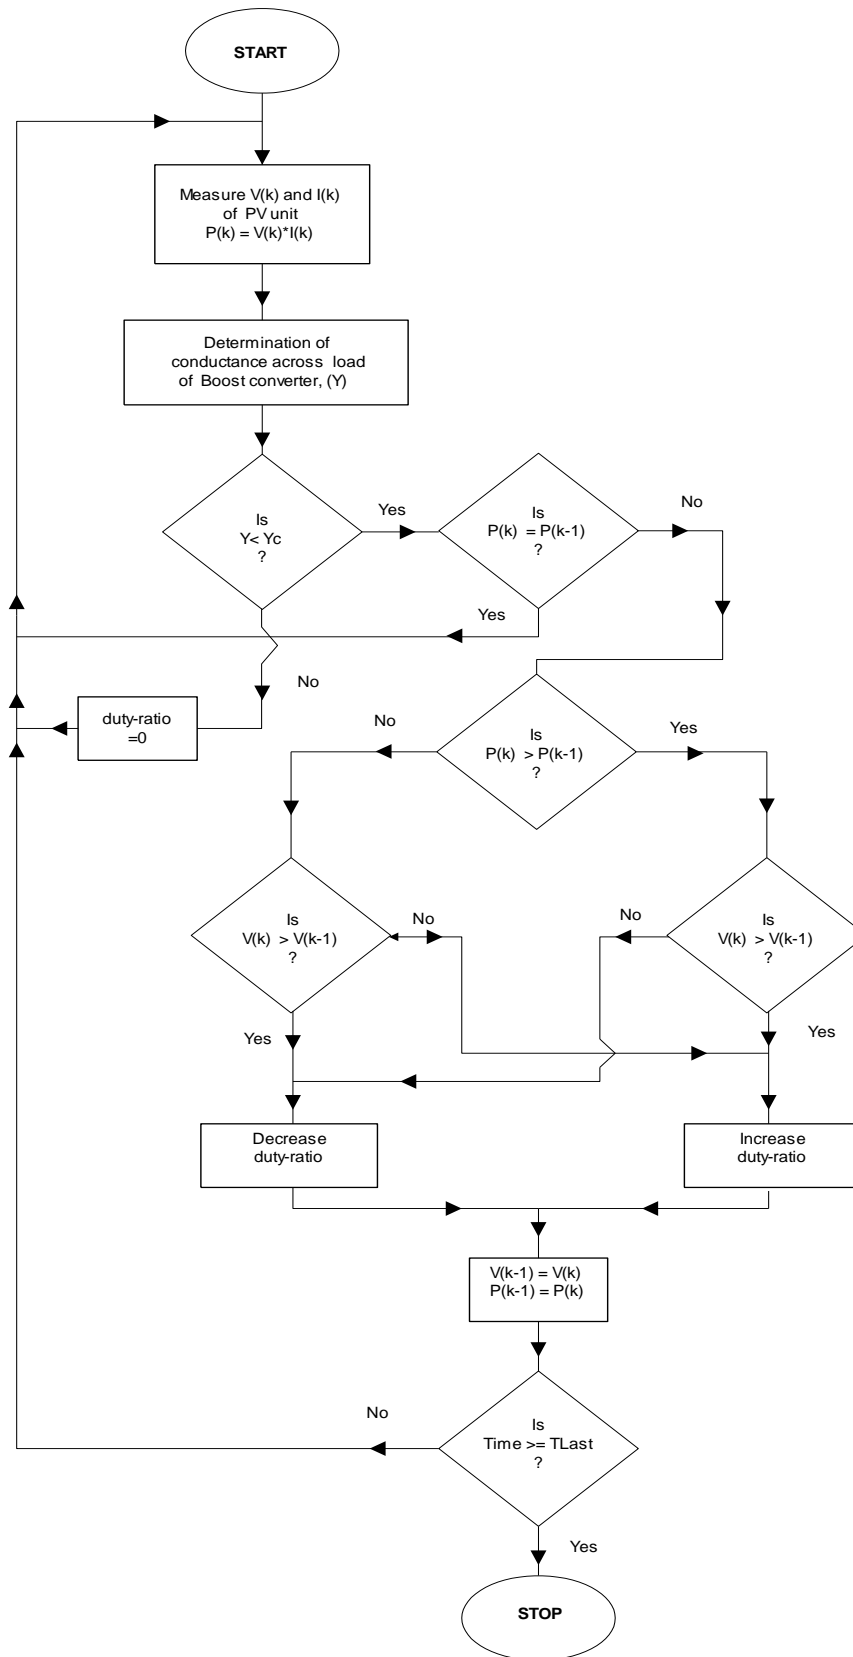 START
Measure V(k) and I(k)
of PV unit
P(k) = V(k)*I(k)
Determination of
conductance across load
of Boost converter, (Y)
Is
Y< Yc
?
Yes
Is
P(k) = P(k-1)
?
No
Yes
No
duty-ratio
=0
No
Is
P(k) > P(k-1)
?
Yes
Is
V(k) > V(k-1)
?
No
No
Is
V(k) > V(k-1)
?
Yes
Yes
Decrease
duty-ratio
Increase
duty-ratio
V(k-1) = V(k)
P(k-1) = P(k)
No
Is
Time >= TLast
?
Yes
STOP